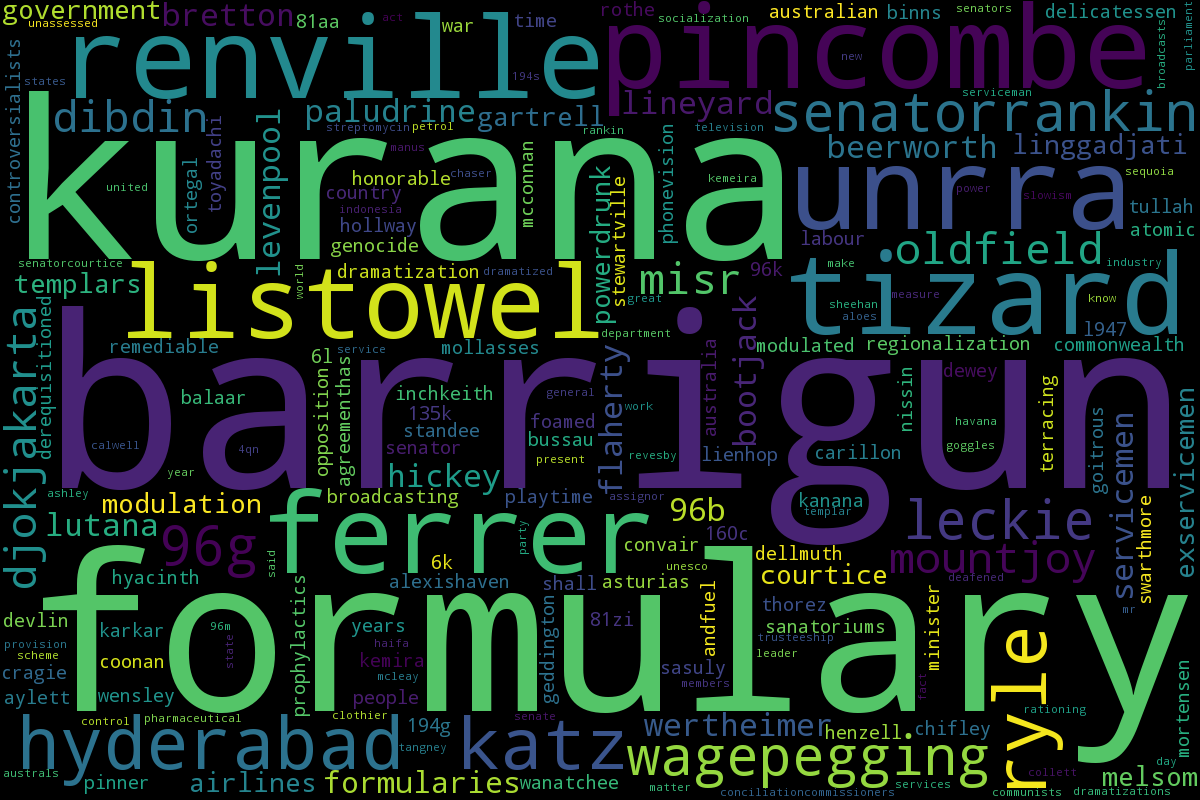 government
bretton
81aa
act
war
time
rothe
socialization
australian
binns
senators
delicatessen
unassessed
renville
pincombe
new
broadcasts
parliament
controversialists
states
194s
serviceman
dibdin
paludrine
gartrell
lineyard
senatorrankin
streptomycin
petrol
rankin
television
beerworth
linggadjati
kurana
levenpool
toyadachi
ortegal
united
manus
honorable
chaser
country
indonesia
hollway
genocide
mcconnan
phonevision
kemeira
unrra
power
slowism
sequoia
tullah
atomic
labour
powerdrunk
stewartville
oldfield
senatorcourtice
templars
world
dramatization
dramatized
misr
96k
make
industry
listowel
great
tizard
sheehan
aloes
measure
know
l947
department
djokjakarta
derequisitioned
remediable
service
mollasses
modulated
regionalization
commonwealth
bootjack
australia
barrigun
6l
opposition
agreementhas
balaar
inchkeith
general
135k
standee
senator
foamed
work
bussau
present
flaherty
revesby
lienhop
carillon
nissin
dewey
havana
goggles
terracing
goitrous
exservicemen
servicemen
calwell
4qn
year
hickey
ashley
modulation
broadcasting
playtime
assignor
kanana
templar
lutana
96g
ferrer
party
said
96b
160c
leckie
convair
dellmuth
mountjoy
swarthmore
6k
unesco
hyacinth
alexishaven
shall
asturias
courtice
deafened
formulary
devlin
karkar
96m
state
prophylactics
years
haifa
geddington
81zi
andfuel
thorez
sanatoriums
minister
mr
provision
scheme
coonan
kemira
mcleay
sasuly
members
trusteeship
leader
fact
ryle
cragie
aylett
wensley
people
mortensen
control
pharmaceutical
clothier
194g
senate
rationing
hyderabad
tangney
katz
wertheimer
henzell
chifley
wagepegging
day
australs
pinner
airlines
formularies
wanatchee
matter
services
collett
melsom
conciliationcommissioners
communists
dramatizations